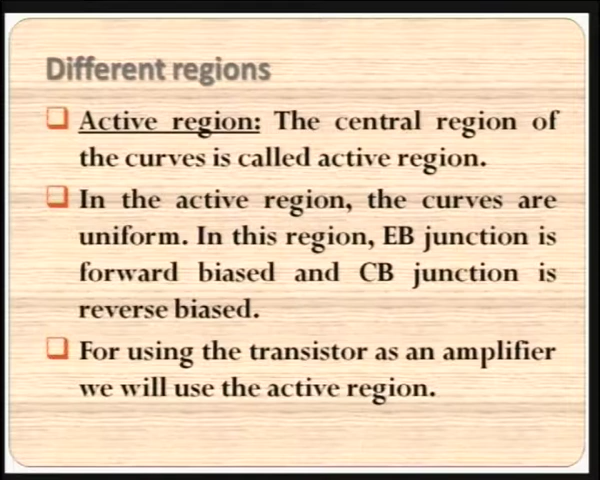 Different regions
Active region: The central region of
the curves is called active region.
In the active region, the curves are
uniform. In this region, EB junction is
forward biased and CB junction is
reverse biased.
For using the transistor as an amplifier
we will use the active region.